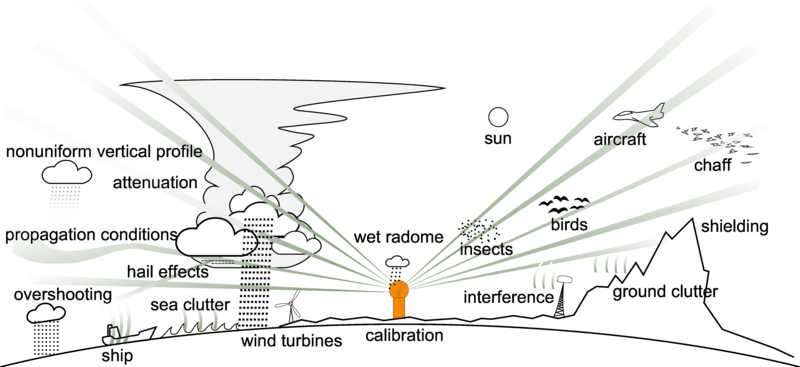 sun
aircraft
nonuniform vertical profile
chaff
attenuation
birds
shielding
propagation conditions
wet radome
insects
hail effects
overshooting
interference
ground clutter
sea clutter
wind turbines
calibration
ship